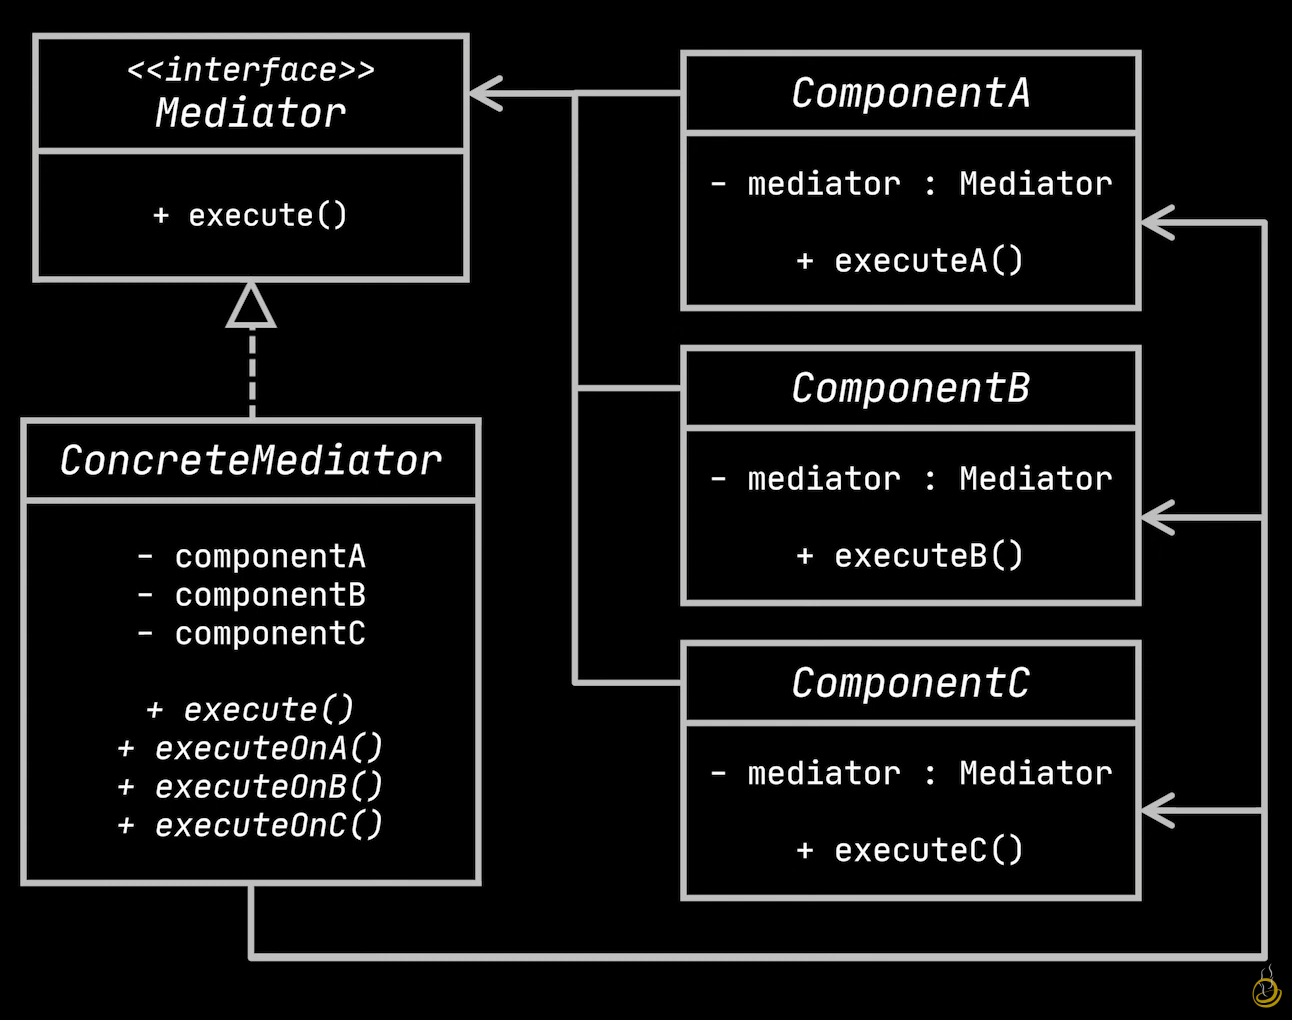 <<interface>>
Mediator
+ execute()
ConcreteMediator
- componentA
- componentB
- componentC
+ execute()
+ executeOnA()
+ executeOnB()
+ executeOnC()
ComponentA
- mediator : Mediator
+ executeA()
ComponentB
- mediator : Mediator
+ executeB()
ComponentC
- mediator : Mediator
+ executeC()